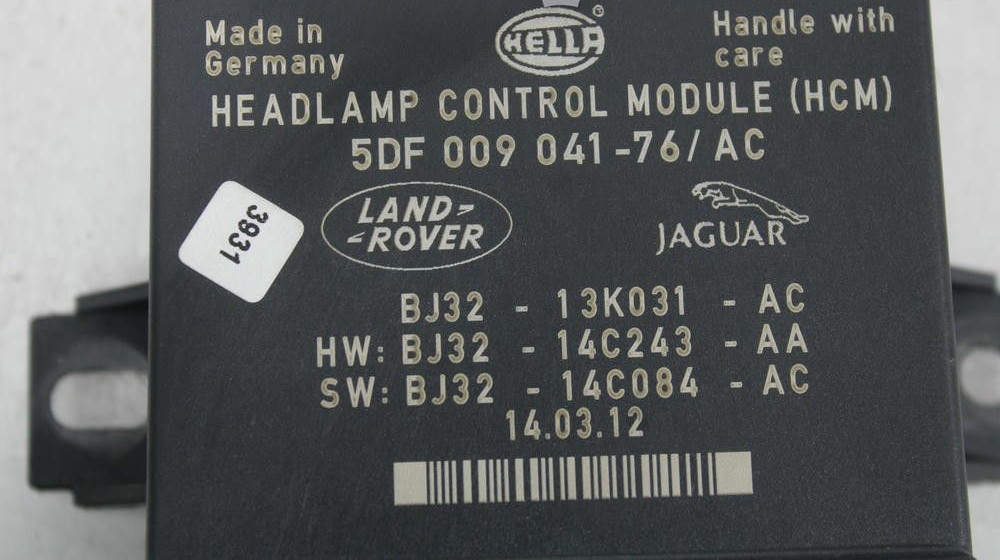 Made in
Germany
HELLA
®
Handle with
care
HEADLAMP CONTROL MODULE (HCM)
5DF 009 041-76/AC
3931
LAND-
-ROVER
JAGUAR
BJ32 - 13K031 - AC
HW: BJ32 - 14C243 - AA
SW: BJ32 - 14C084 - AC
14.03.12